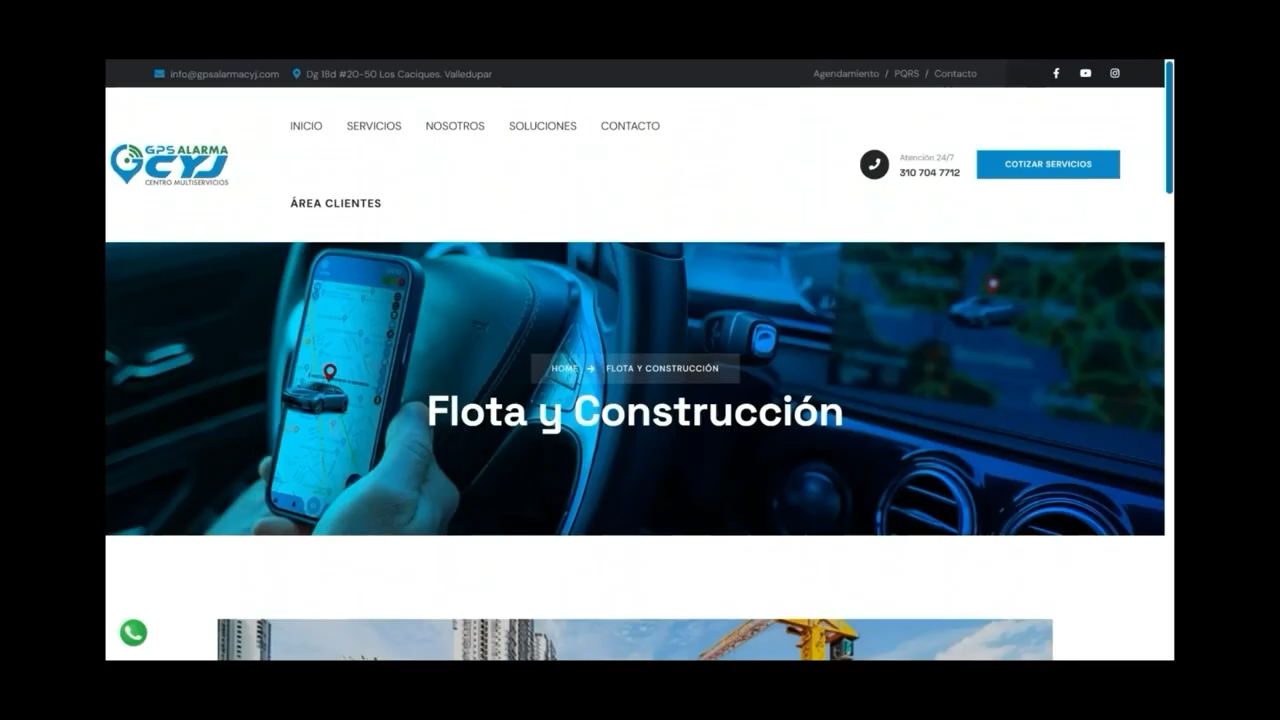 info@gpsalarmacyj.com
Dg 18d #20-50 Los Caciques. Valledupar
Agendamiento / PQRS / Contacto
INICIO SERVICIOS NOSOTROS SOLUCIONES CONTACTO
GPS ALARMA
CYJ
CENTRO MULTISERVICIOS
Atención 24/7
310 704 7712
COTIZAR SERVICIOS
ÁREA CLIENTES
HOME → FLOTA Y CONSTRUCCIÓN
Flota y Construcción